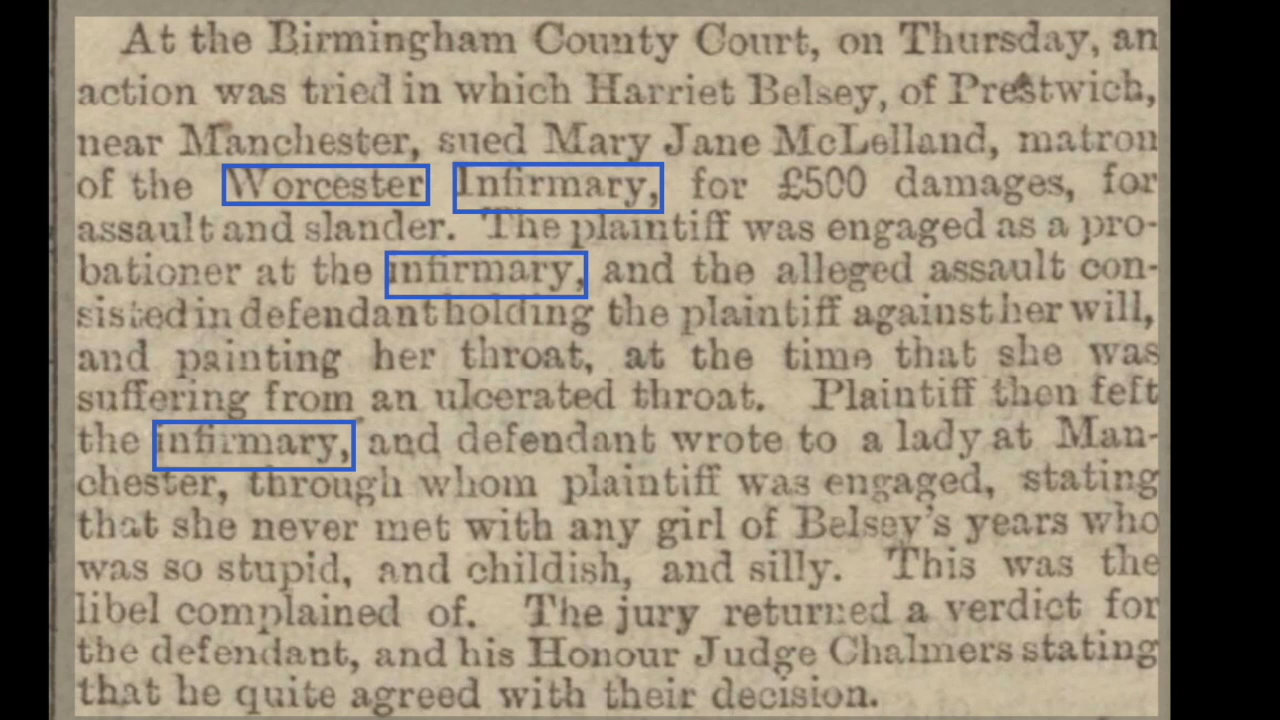 At the Birmingham County Court, on Thursday, an
action was tried in which Harriet Belsey, of Prestwich,
near Manchester, sued Mary Jane McLelland, matron
of the Worcester Infirmary, for £500 damages, for
assault and slander. The plaintiff was engaged as a pro-
bationer at the infirmary, and the alleged assault con-
sisted in defendant holding the plaintiff against her will,
and painting her throat, at the time that she was
suffering from an ulcerated throat. Plaintiff then left
the infirmary, and defendant wrote to a lady at Man-
chester, through whom plaintiff was engaged, stating
that she never met with any girl of Belsey's years who
was so stupid, and childish, and silly. This was the
libel complained of. The jury returned a verdict for
the defendant, and his Honour Judge Chalmers stating
that he quite agreed with their decision.